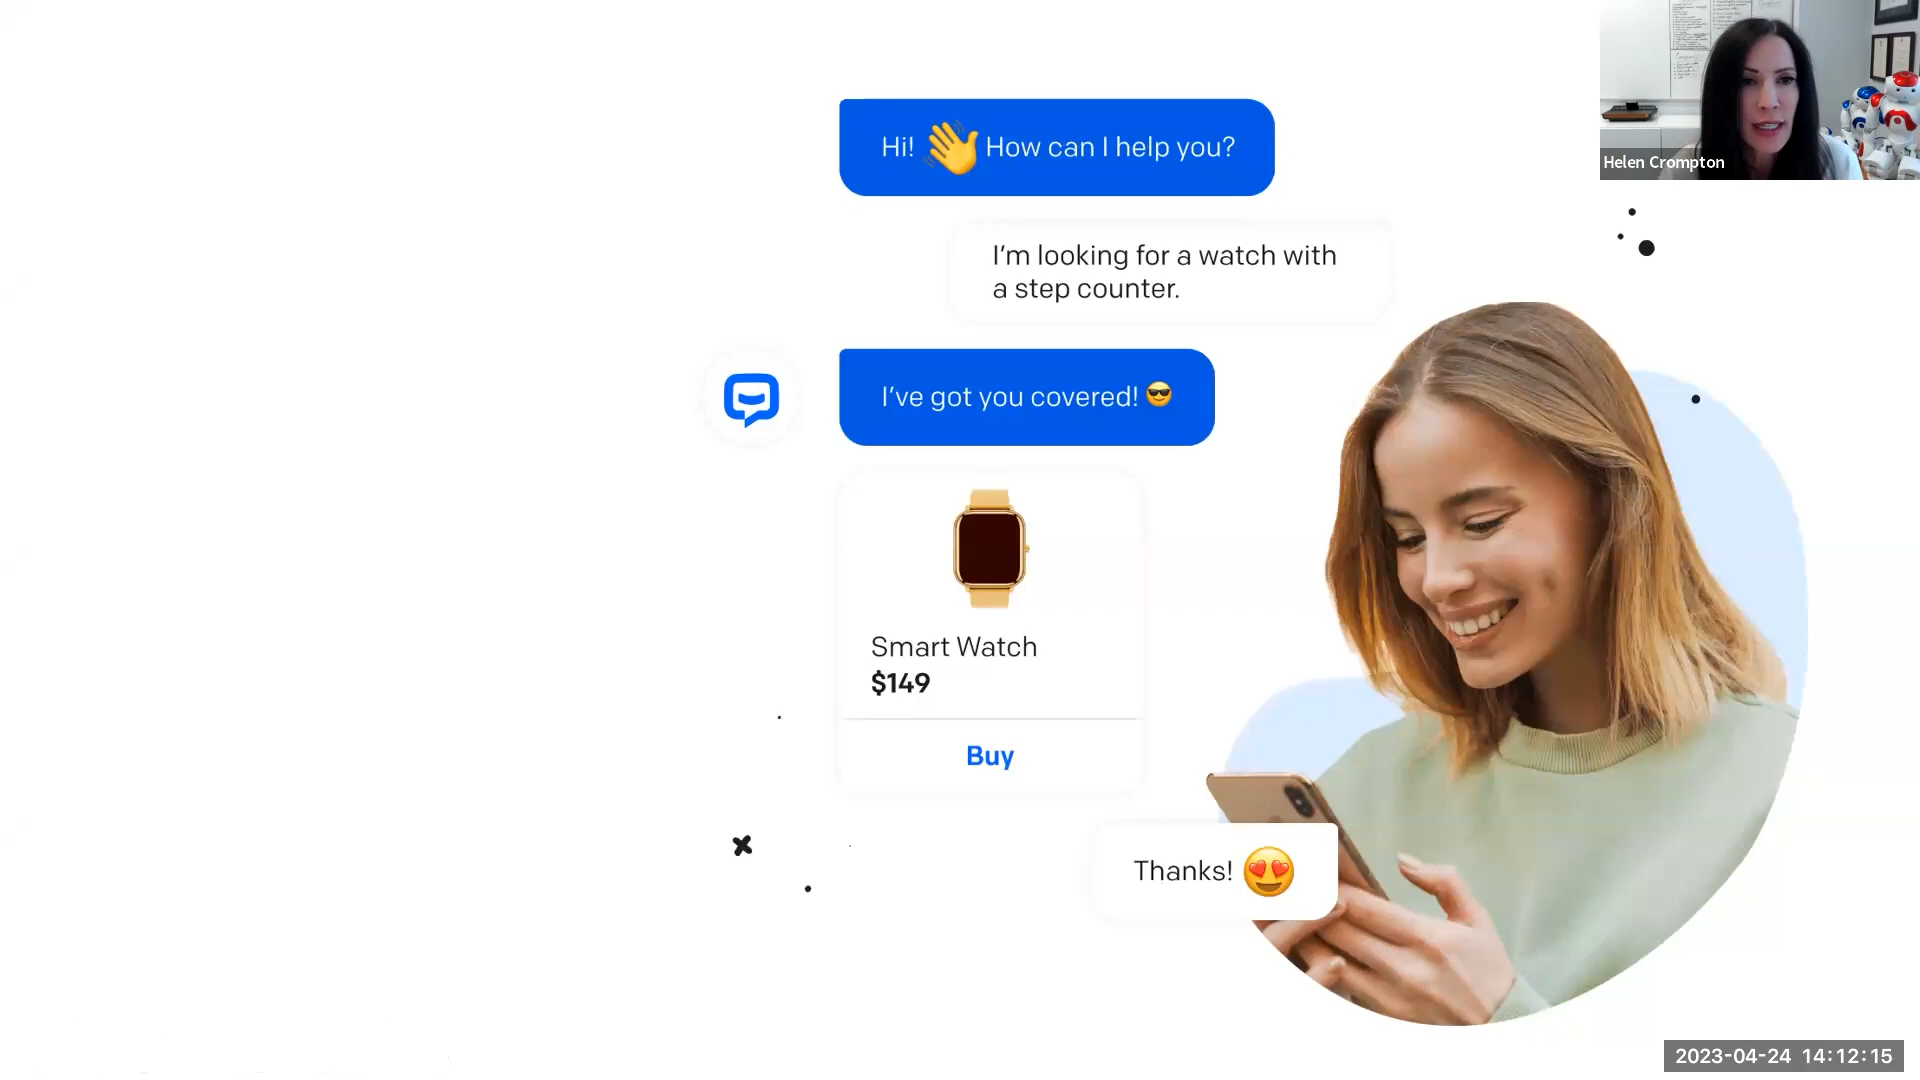 Hi! 👋 How can I help you?
I'm looking for a watch with
a step counter.
I've got you covered! 😎
Smart Watch
$149
Buy
Thanks! 😍
Helen Crompton
2023-04-24 14:12:15